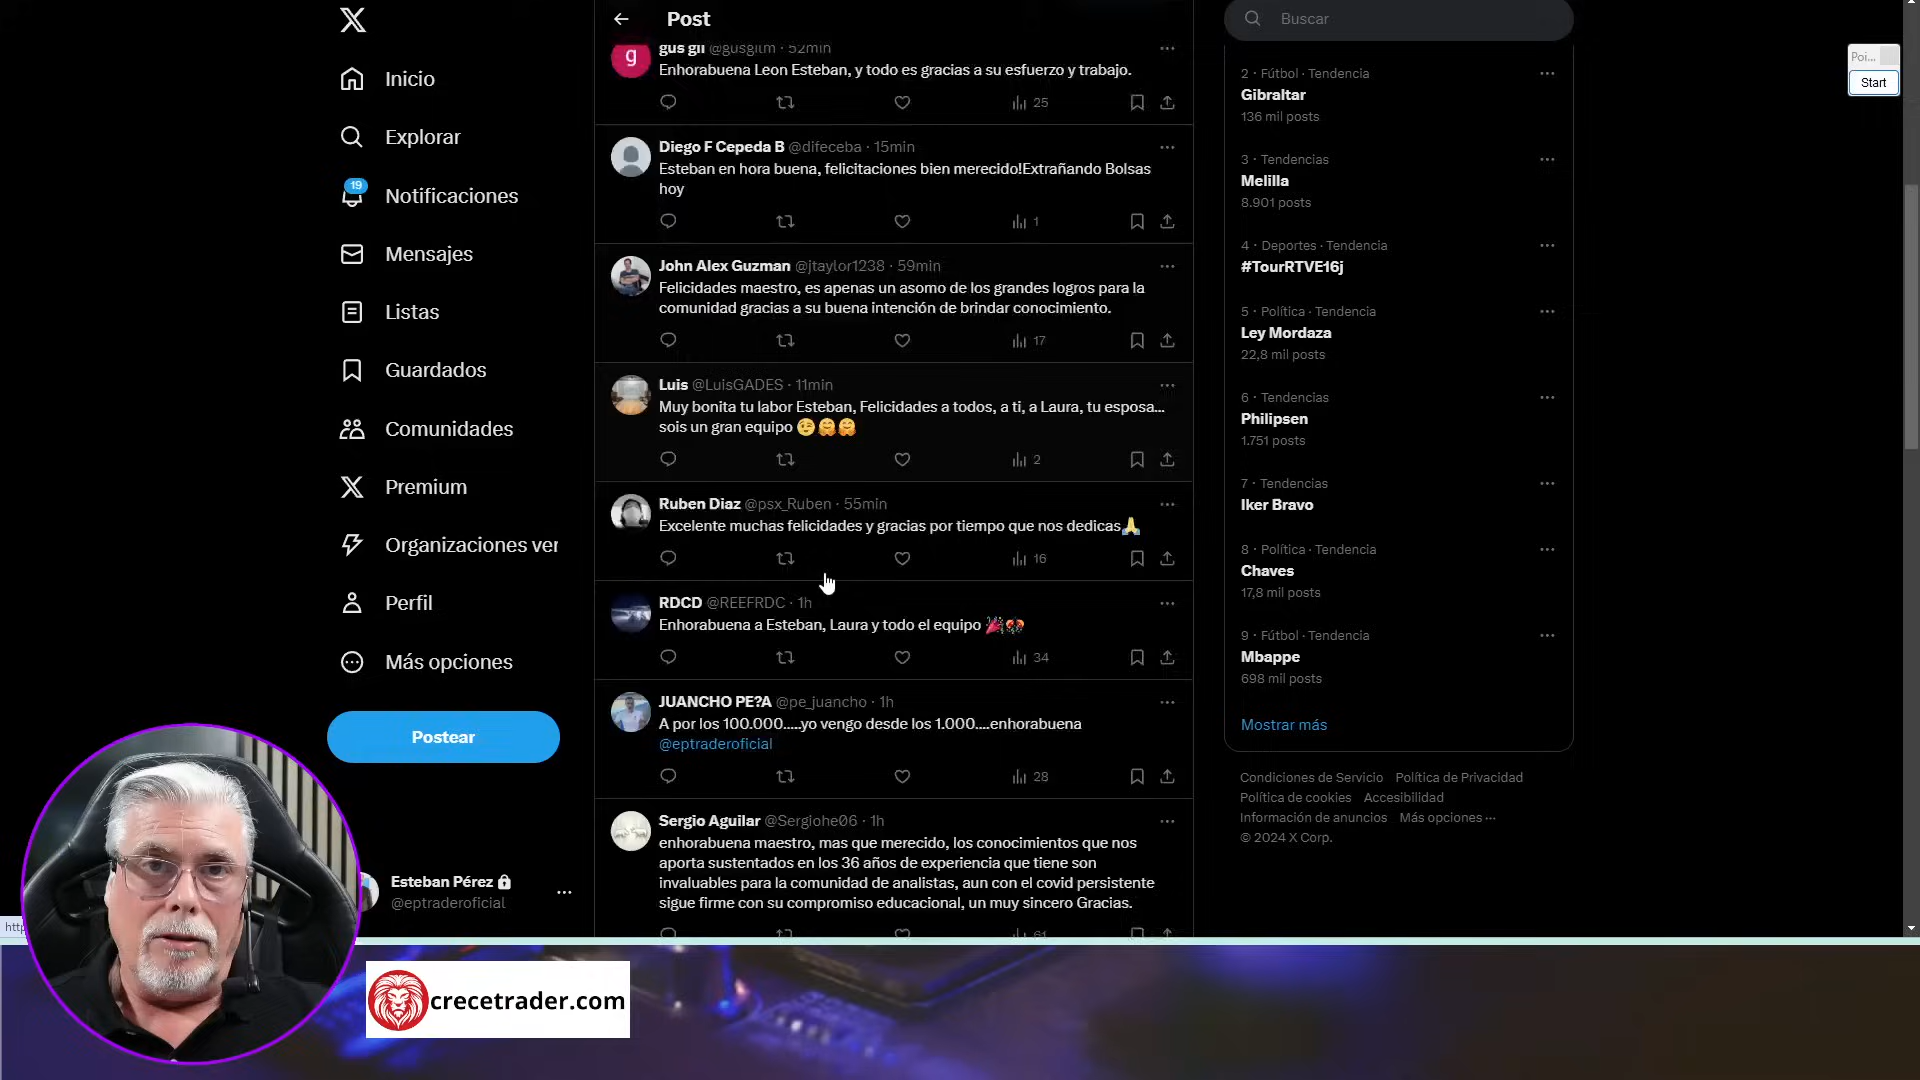 Inicio
Explorar
19
Notificaciones
Mensajes
Listas
Guardados
Comunidades
Premium
Organizaciones ver
Perfil
Más opciones
Postear
Esteban Pérez
@eptraderoficial
Post
gus gil @gusgilm · 52min
Enhorabuena Leon Esteban, y todo es gracias a su esfuerzo y trabajo.
25
Diego F Cepeda B @difeceba · 15min
Esteban en hora buena, felicitaciones bien merecido!Extrañando Bolsas
hoy
1
John Alex Guzman @jtaylor1238 · 59min
Felicidades maestro, es apenas un asomo de los grandes logros para la
comunidad gracias a su buena intención de brindar conocimiento.
17
Luis @LuisGADES · 11min
Muy bonita tu labor Esteban, Felicidades a todos, a ti, a Laura, tu esposa...
sois un gran equipo 😉🤗🤗
2
Ruben Diaz @psx_Ruben · 55min
Excelente muchas felicidades y gracias por tiempo que nos dedicas🙏
16
RDCD @REEFRDC · 1h
Enhorabuena a Esteban, Laura y todo el equipo 🎉🎊
34
JUANCHO PE?A @pe_juancho · 1h
A por los 100.000.....yo vengo desde los 1.000....enhorabuena
@eptraderoficial
28
Sergio Aguilar @Sergiohe06 · 1h
enhorabuena maestro, mas que merecido, los conocimientos que nos
aporta sustentados en los 36 años de experiencia que tiene son
invaluables para la comunidad de analistas, aun con el covid persistente
sigue firme con su compromiso educacional, un muy sincero Gracias.
61
Buscar
2 · Fútbol · Tendencia
Gibraltar
136 mil posts
3 · Tendencias
Melilla
8.901 posts
4 · Deportes · Tendencia
#TourRTVE16j
5 · Política · Tendencia
Ley Mordaza
22,8 mil posts
6 · Tendencias
Philipsen
1.751 posts
7 · Tendencias
Iker Bravo
8 · Política · Tendencia
Chaves
17,8 mil posts
9 · Fútbol · Tendencia
Mbappe
698 mil posts
Mostrar más
Condiciones de Servicio Política de Privacidad
Política de cookies Accesibilidad
Información de anuncios Más opciones ···
© 2024 X Corp.
Poi...
Start
crecetrader.com